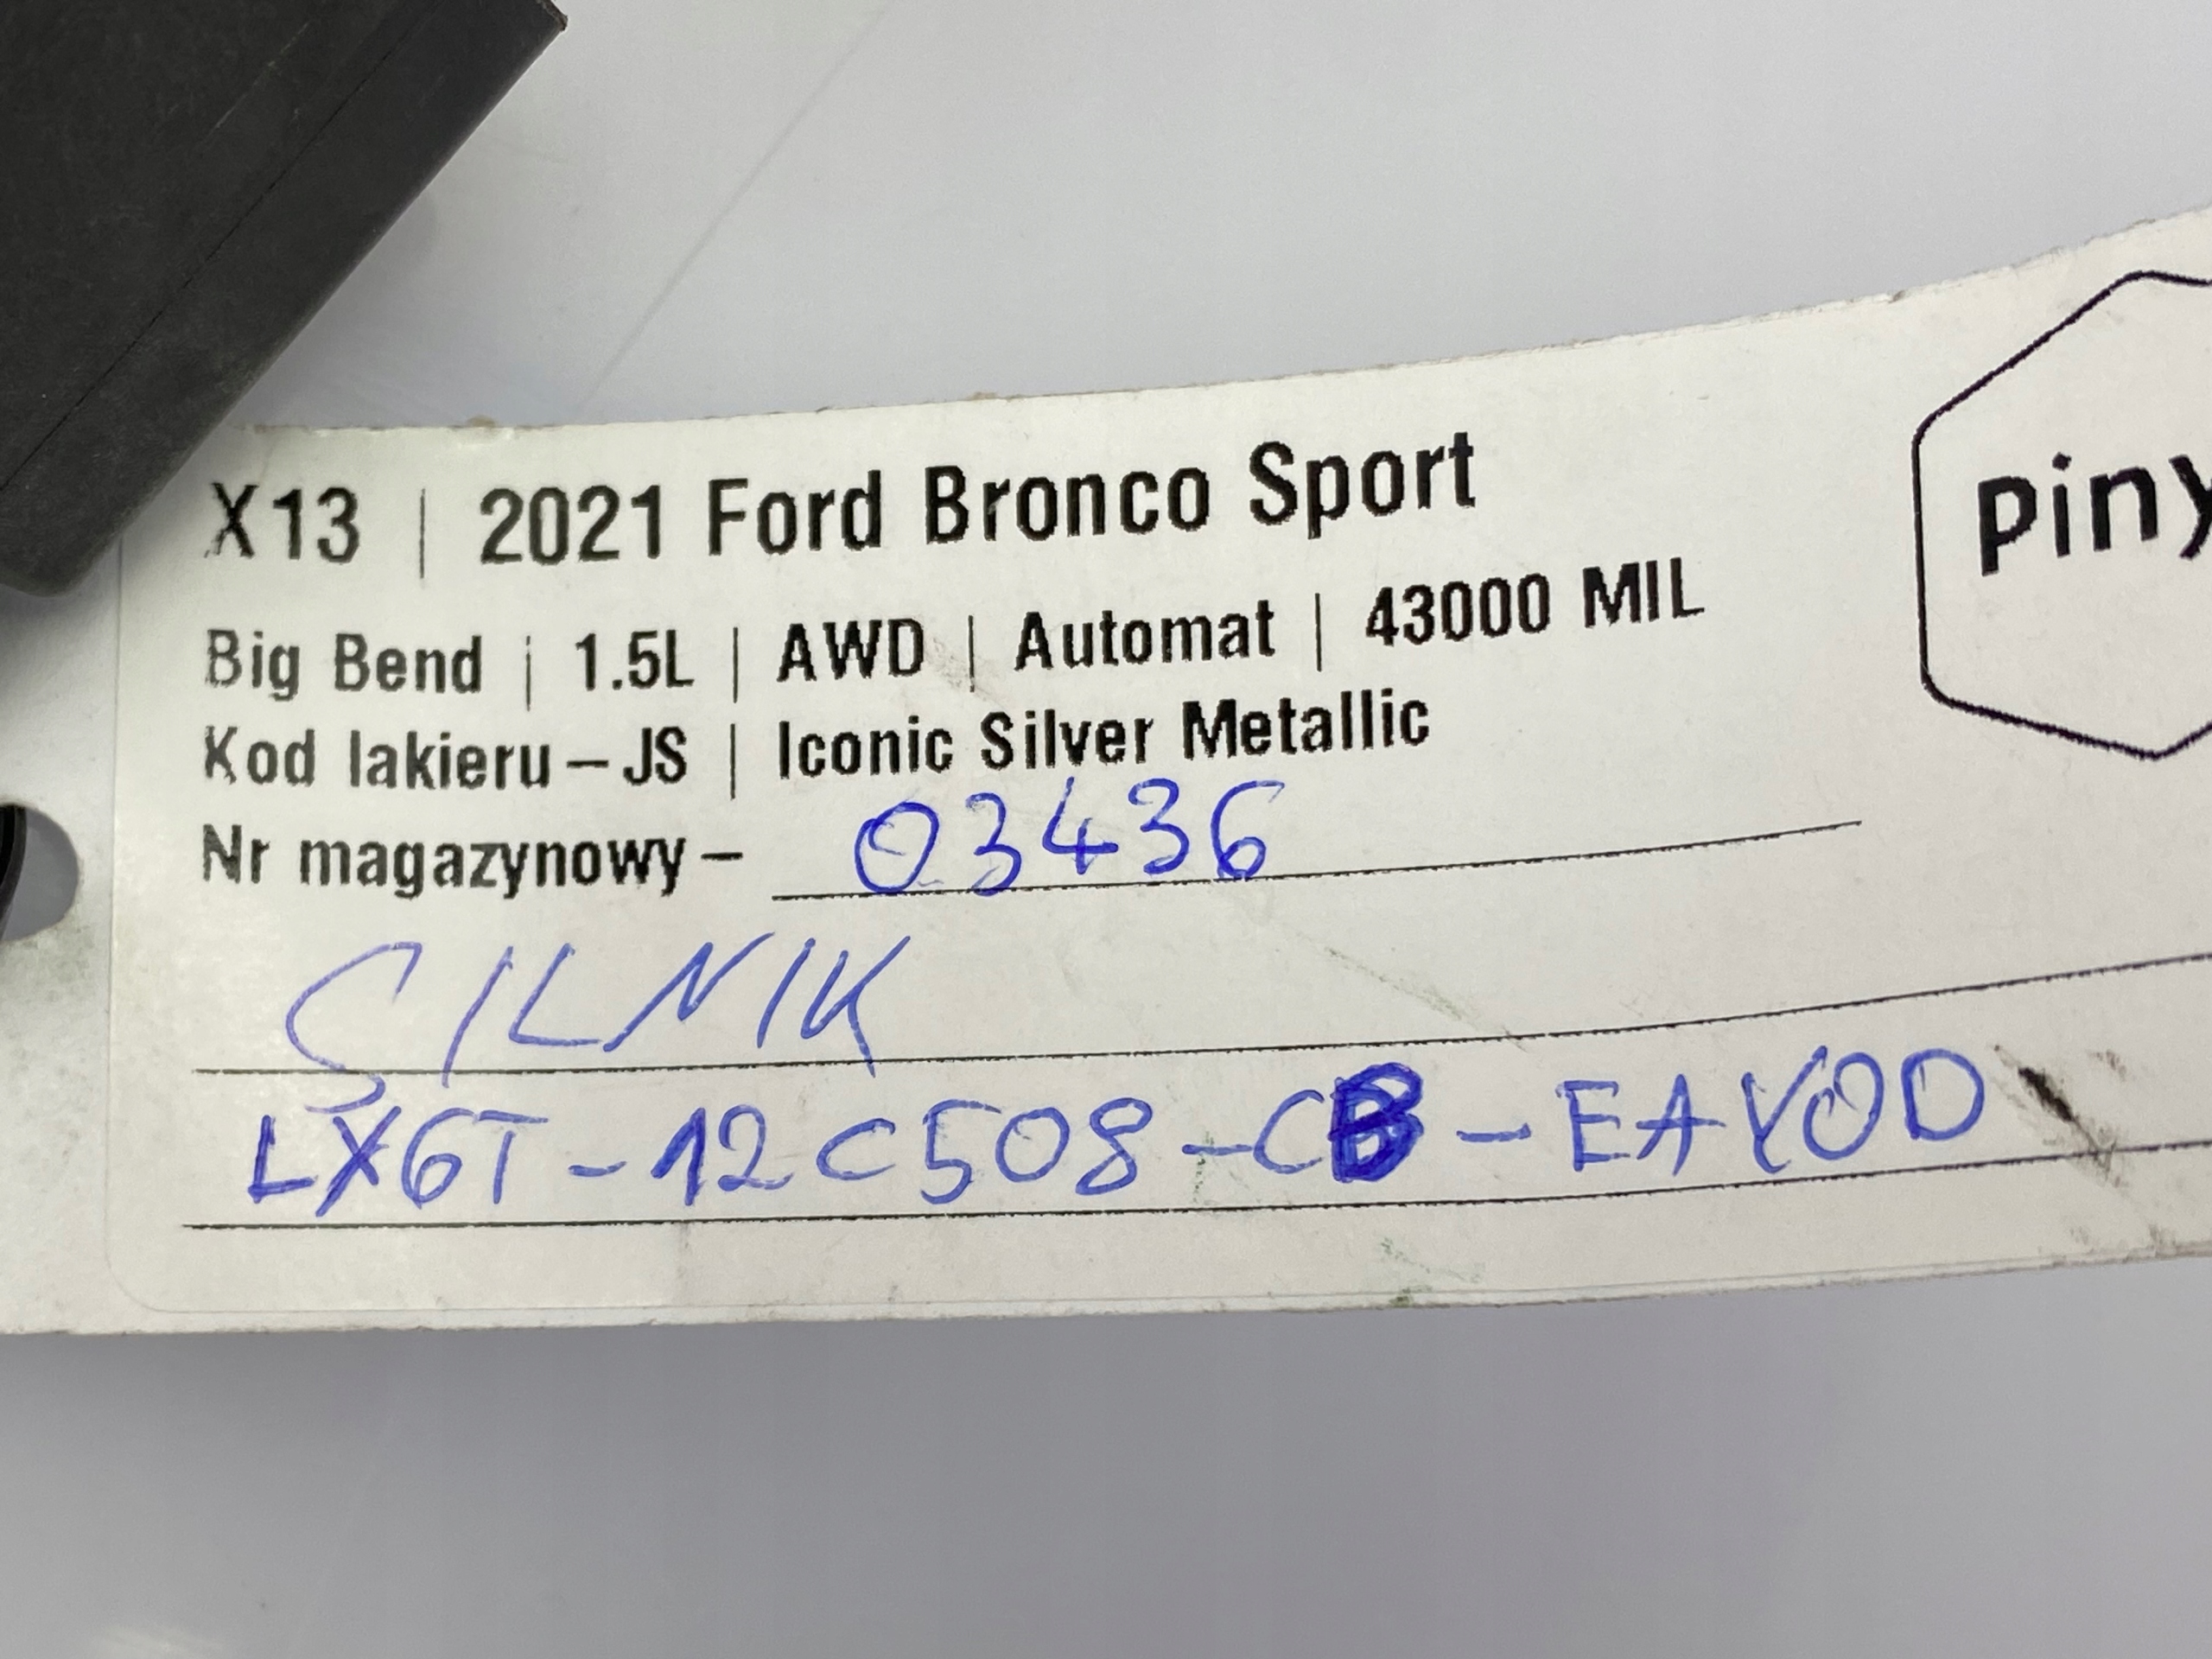 X13 | 2021 Ford Bronco Sport
Piny
Big Bend | 1.5L | AWD | Automat | 43000 MIL
Kod lakieru – JS | Iconic Silver Metallic
Nr magazynowy – 03436
SILNIK
LX6T - 12C508 - CB - EAYOD